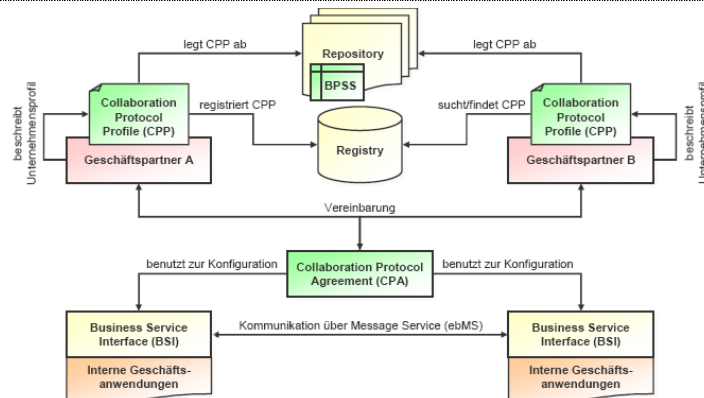 legt CPP ab
legt CPP ab
Repository
BPSS
Collaboration
Protocol
Profile (CPP)
registriert CPP
sucht/findet CPP
Collaboration
Protocol
Profile (CPP)
beschreibt
Unternehmensprofil
Geschäftspartner A
Registry
Geschäftspartner B
beschreibt
Unternehmensprofil
Vereinbarung
benutzt zur Konfiguration
Collaboration Protocol
Agreement (CPA)
benutzt zur Konfiguration
Business Service
Interface (BSI)
Kommunikation über Message Service (ebMS)
Business Service
Interface (BSI)
Interne Geschäfts-
anwendungen
Interne Geschäfts-
anwendungen